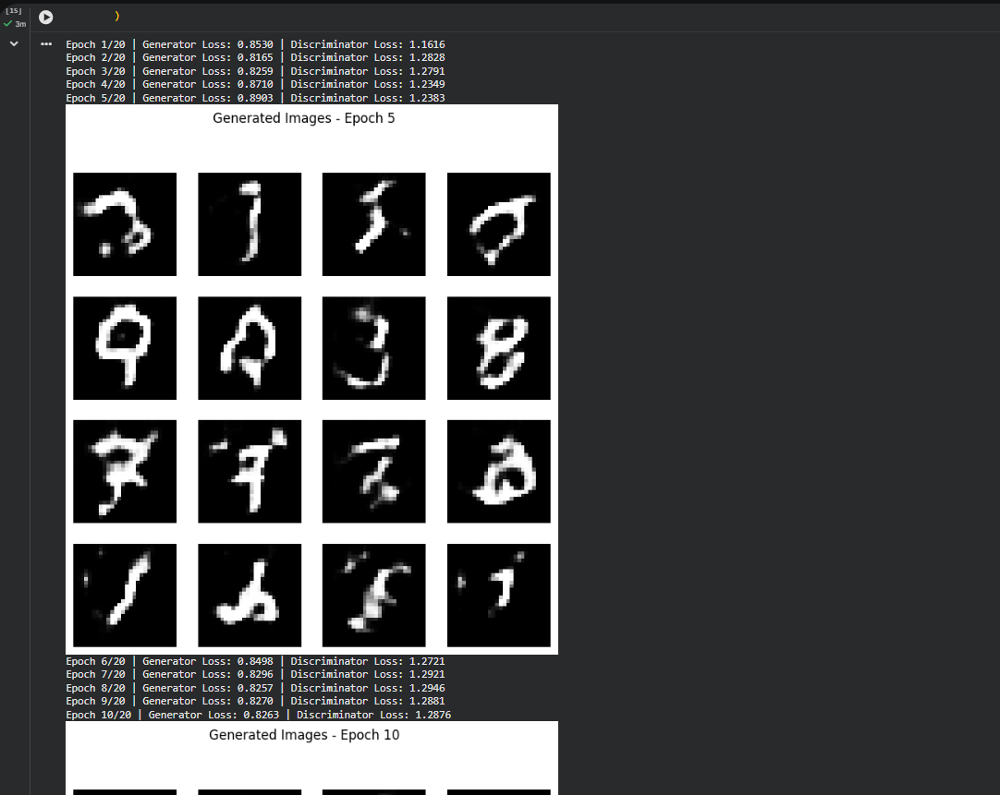 [15]
3m
)
Epoch 1/20 | Generator Loss: 0.8530 | Discriminator Loss: 1.1616
Epoch 2/20 | Generator Loss: 0.8165 | Discriminator Loss: 1.2828
Epoch 3/20 | Generator Loss: 0.8259 | Discriminator Loss: 1.2791
Epoch 4/20 | Generator Loss: 0.8710 | Discriminator Loss: 1.2349
Epoch 5/20 | Generator Loss: 0.8903 | Discriminator Loss: 1.2383
Generated Images - Epoch 5
Epoch 6/20 | Generator Loss: 0.8498 | Discriminator Loss: 1.2721
Epoch 7/20 | Generator Loss: 0.8296 | Discriminator Loss: 1.2921
Epoch 8/20 | Generator Loss: 0.8257 | Discriminator Loss: 1.2946
Epoch 9/20 | Generator Loss: 0.8270 | Discriminator Loss: 1.2881
Epoch 10/20 | Generator Loss: 0.8263 | Discriminator Loss: 1.2876
Generated Images - Epoch 10